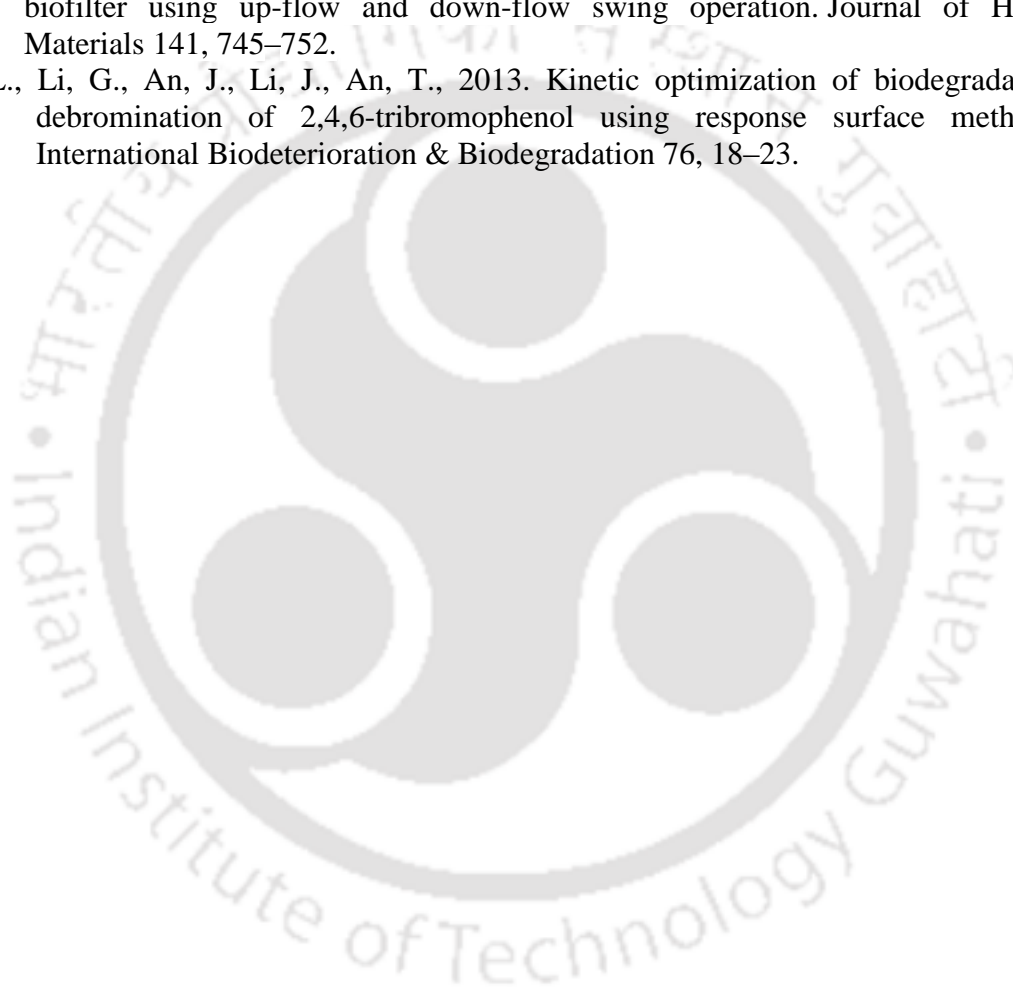 biofilter using up-flow and down-flow swing operation. Journal of H
Materials 141, 745–752.
L., Li, G., An, J., Li, J., An, T., 2013. Kinetic optimization of biodegrada
debromination of 2,4,6-tribromophenol using response surface meth
International Biodeterioration & Biodegradation 76, 18–23.
भारतीय प्रौद्योगिकी संस्थान गुवाहाटी
Indian Institute of Technology Guwahati